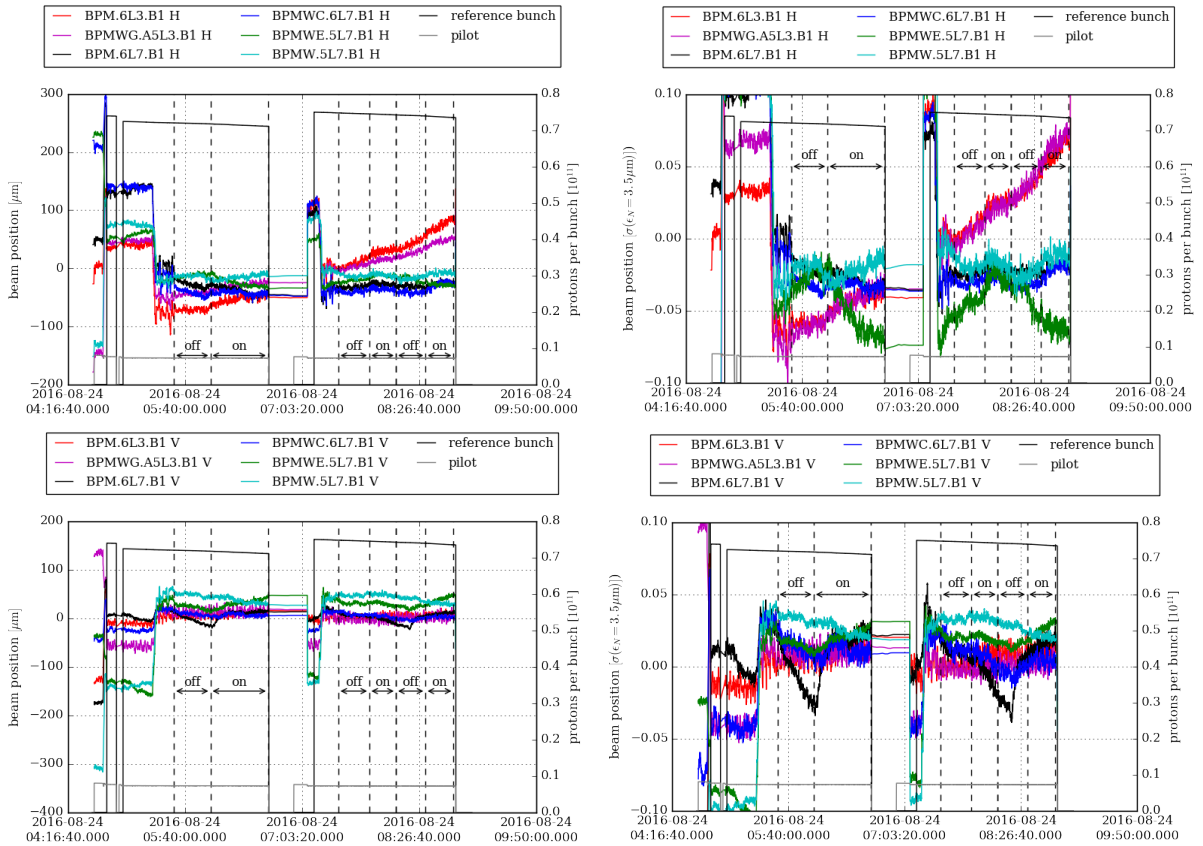 BPM.6L3.B1 H
BPMWG.A5L3.B1 H
BPM.6L7.B1 H
BPMWC.6L7.B1 H
BPMWE.5L7.B1 H
BPMW.5L7.B1 H
reference bunch
pilot
300
200
100
0
−100
−200
beam position [μm]
0.8
0.7
0.6
0.5
0.4
0.3
0.2
0.1
0.0
protons per bunch [10¹¹]
off on off on off on
2016-08-24 2016-08-24 2016-08-24 2016-08-24 2016-08-24
04:16:40.000 05:40:00.000 07:03:20.000 08:26:40.000 09:50:00.000
BPM.6L3.B1 H
BPMWG.A5L3.B1 H
BPM.6L7.B1 H
BPMWC.6L7.B1 H
BPMWE.5L7.B1 H
BPMW.5L7.B1 H
reference bunch
pilot
0.10
0.05
0.00
−0.05
−0.10
beam position [σ(ϵN = 3.5μm)])
0.8
0.7
0.6
0.5
0.4
0.3
0.2
0.1
0.0
protons per bunch [10¹¹]
off on off on off on
2016-08-24 2016-08-24 2016-08-24 2016-08-24 2016-08-24
04:16:40.000 05:40:00.000 07:03:20.000 08:26:40.000 09:50:00.000
BPM.6L3.B1 V
BPMWG.A5L3.B1 V
BPM.6L7.B1 V
BPMWC.6L7.B1 V
BPMWE.5L7.B1 V
BPMW.5L7.B1 V
reference bunch
pilot
200
100
0
−100
−200
−300
−400
beam position [μm]
0.8
0.7
0.6
0.5
0.4
0.3
0.2
0.1
0.0
protons per bunch [10¹¹]
off on off on off on
2016-08-24 2016-08-24 2016-08-24 2016-08-24 2016-08-24
04:16:40.000 05:40:00.000 07:03:20.000 08:26:40.000 09:50:00.000
BPM.6L3.B1 V
BPMWG.A5L3.B1 V
BPM.6L7.B1 V
BPMWC.6L7.B1 V
BPMWE.5L7.B1 V
BPMW.5L7.B1 V
reference bunch
pilot
0.10
0.05
0.00
−0.05
−0.10
beam position [σ(ϵN = 3.5μm)])
0.8
0.7
0.6
0.5
0.4
0.3
0.2
0.1
0.0
protons per bunch [10¹¹]
off on off on off on
2016-08-24 2016-08-24 2016-08-24 2016-08-24 2016-08-24
04:16:40.000 05:40:00.000 07:03:20.000 08:26:40.000 09:50:00.000